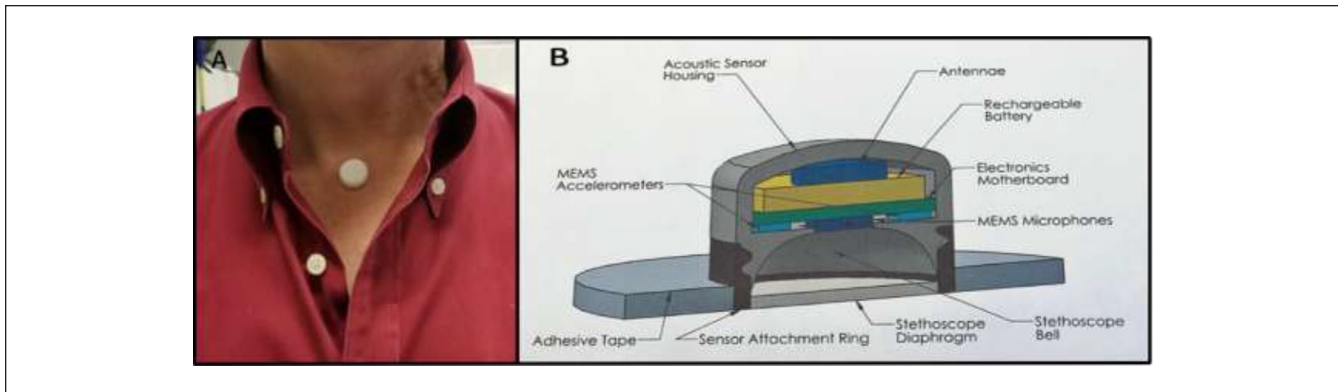 A
B
Acoustic Sensor
Housing
Antennae
Rechargeable
Battery
MEMS
Accelerometers
Electronics
Motherboard
MEMS Microphones
Adhesive Tape
Sensor Attachment Ring
Stethoscope
Diaphragm
Stethoscope
Bell